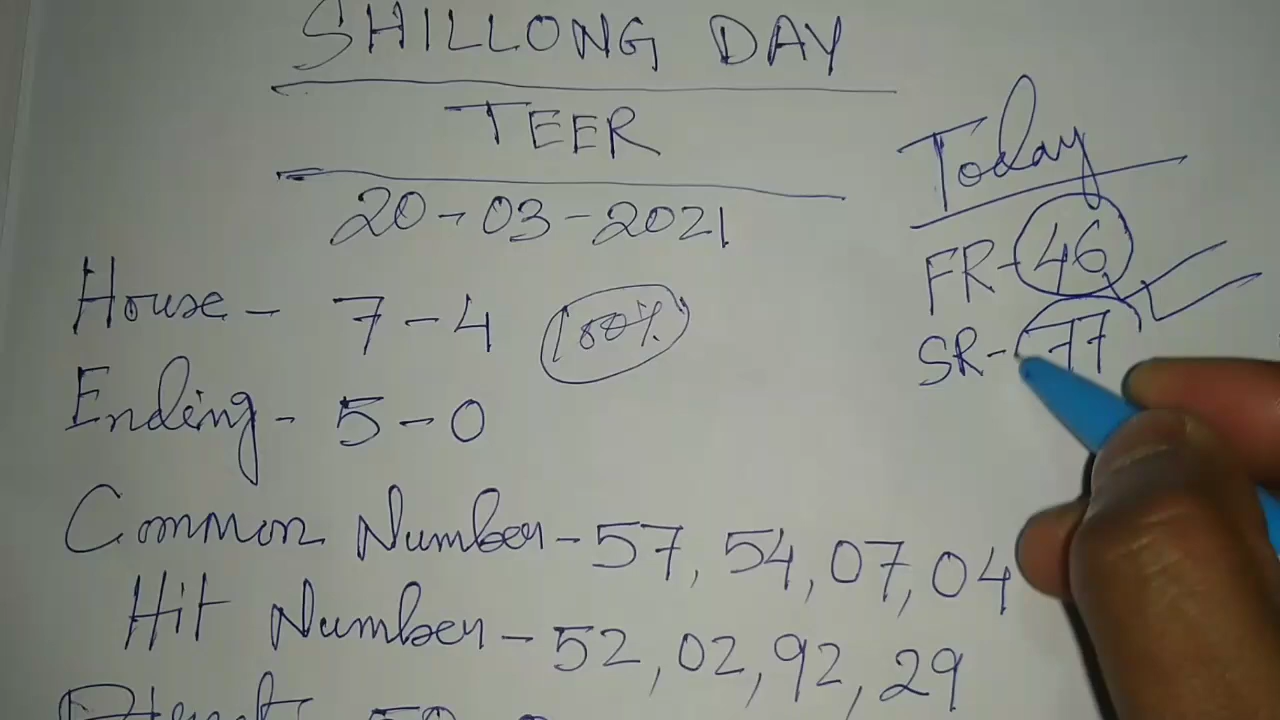 SHILLONG DAY
TEER
20-03-2021
House - 7-4 100%
Ending - 5-0
Common Number - 57, 54, 07, 04
Hit Number - 52, 02, 92, 29
Today
FR - 46
SR - 77